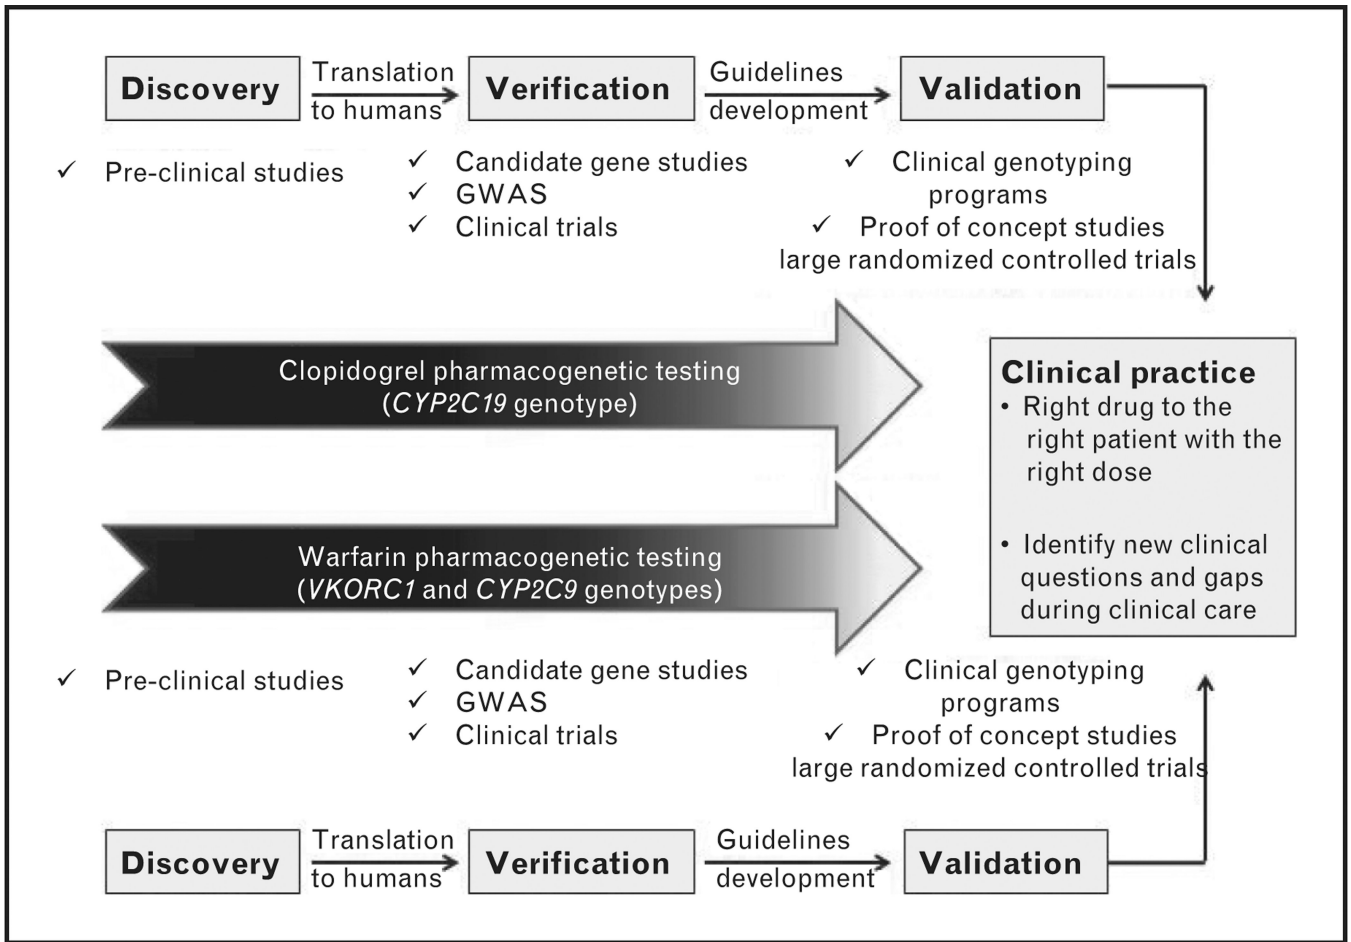 Discovery
Translation
to humans
Verification
Guidelines
development
Validation
✓ Pre-clinical studies
✓ Candidate gene studies
✓ GWAS
✓ Clinical trials
✓ Clinical genotyping
programs
✓ Proof of concept studies
large randomized controlled trials
Clopidogrel pharmacogenetic testing
(CYP2C19 genotype)
Warfarin pharmacogenetic testing
(VKORC1 and CYP2C9 genotypes)
Clinical practice
• Right drug to the
right patient with the
right dose
• Identify new clinical
questions and gaps
during clinical care
✓ Pre-clinical studies
✓ Candidate gene studies
✓ GWAS
✓ Clinical trials
✓ Clinical genotyping
programs
✓ Proof of concept studies
large randomized controlled trials
Discovery
Translation
to humans
Verification
Guidelines
development
Validation